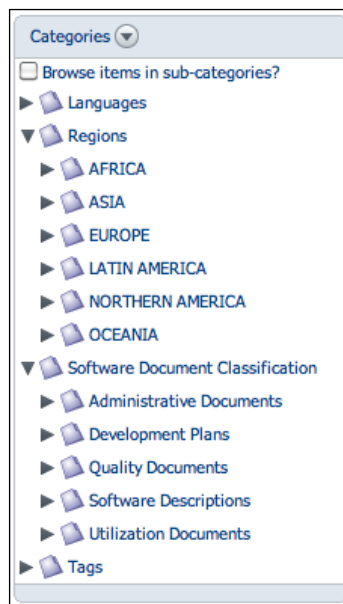 Categories
Browse items in sub-categories?
Languages
Regions
AFRICA
ASIA
EUROPE
LATIN AMERICA
NORTHERN AMERICA
OCEANIA
Software Document Classification
Administrative Documents
Development Plans
Quality Documents
Software Descriptions
Utilization Documents
Tags